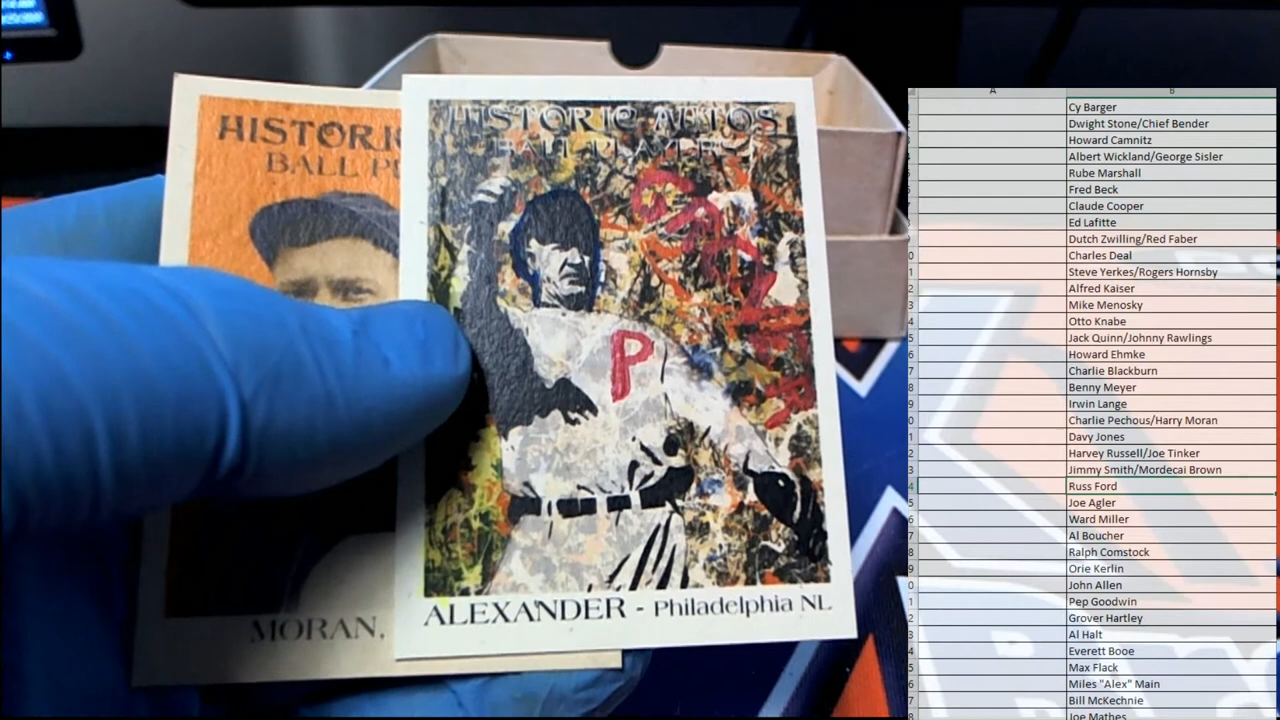 HISTORIC AUTOS
BALL PLAYERS
P
ALEXANDER - Philadelphia NL
HISTORIC
BALL PL
MORAN,
A
B
Cy Barger
Dwight Stone/Chief Bender
Howard Camnitz
Albert Wickland/George Sisler
Rube Marshall
Fred Beck
Claude Cooper
Ed Lafitte
Dutch Zwilling/Red Faber
Charles Deal
Steve Yerkes/Rogers Hornsby
Alfred Kaiser
Mike Menosky
Otto Knabe
Jack Quinn/Johnny Rawlings
Howard Ehmke
Charlie Blackburn
Benny Meyer
Irwin Lange
Charlie Pechous/Harry Moran
Davy Jones
Harvey Russell/Joe Tinker
Jimmy Smith/Mordecai Brown
Russ Ford
Joe Agler
Ward Miller
Al Boucher
Ralph Comstock
Orie Kerlin
John Allen
Pep Goodwin
Grover Hartley
Al Halt
Everett Booe
Max Flack
Miles "Alex" Main
Bill McKechnie
Joe Mathes